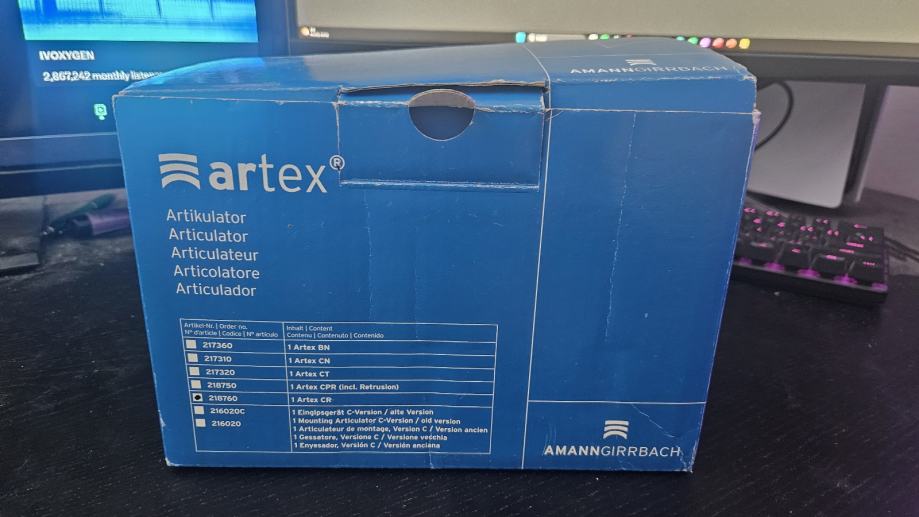 IVOXYGEN
2,867,242 monthly
AMANNGIRRBACH
artex®
Artikulator
Articulator
Articulateur
Articolatore
Articulador
Artikel-Nr. | Order no.
N° d'article | Codice | N° artículo
Inhalt | Content
Contenu | Contenuto | Contenido
217360 1 Artex BN
217310 1 Artex CN
217320 1 Artex CT
218750 1 Artex CPR (incl. Retrusion)
218760 1 Artex CR
216020C 1 Eingipsgerät C-Version / alte Version
216020 1 Mounting Articulator C-Version / old version
1 Articulateur de montage, Version C / Version ancien
1 Gessatore, Versione C / Versione vecchia
1 Enyesador, Versión C / Versión anciana
AMANNGIRRBACH